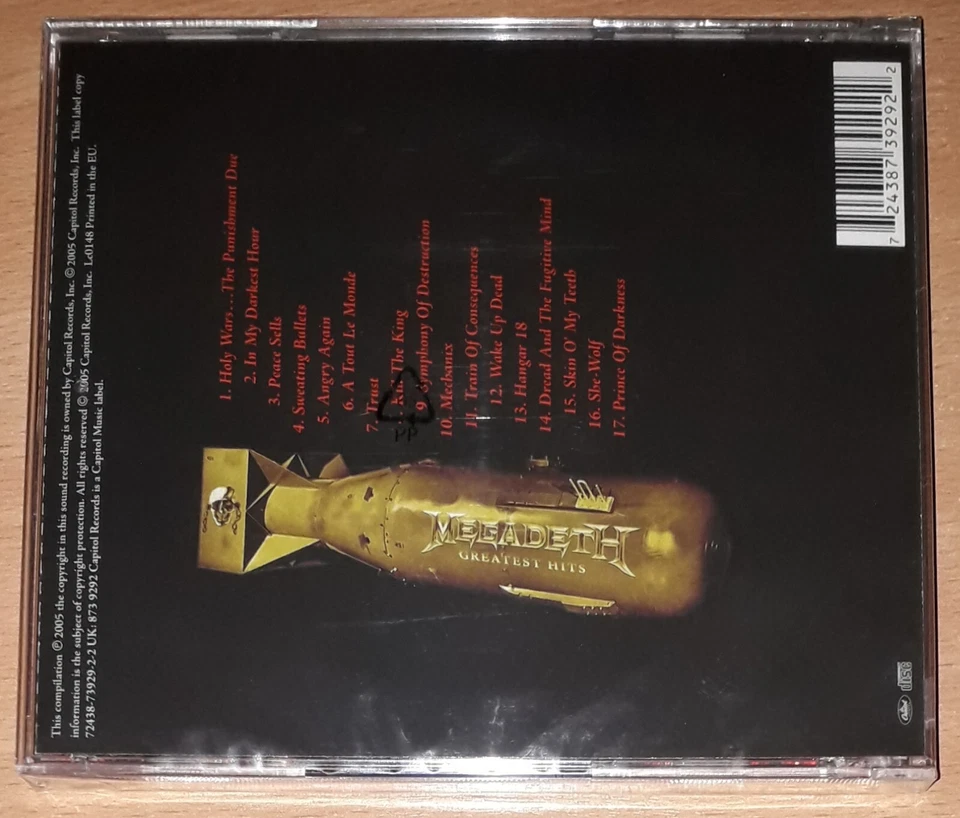 This compilation ℗ 2005 the copyright in this sound recording is owned by Capitol Records, Inc. © 2005 Capitol Records, Inc. This label copy
information is the subject of copyright protection. All rights reserved © 2005 Capitol Records, Inc. Lc0148 Printed in the EU.
72438-73929-2-2 UK: 873 9292 Capitol Records is a Capitol Music label.
1. Holy Wars...The Punishment Due
2. In My Darkest Hour
3. Peace Sells
4. Sweating Bullets
5. Angry Again
6. A Tout Le Monde
7. Trust
The King
9. Symphony Of Destruction
10. Mechanix
11. Train Of Consequences
12. Wake Up Dead
13. Hangar 18
14. Dread And The Fugitive Mind
15. Skin O' My Teeth
16. She-Wolf
17. Prince Of Darkness
PP
MEGADETH
GREATEST HITS
7 24387 39292 2
Capitol
disc